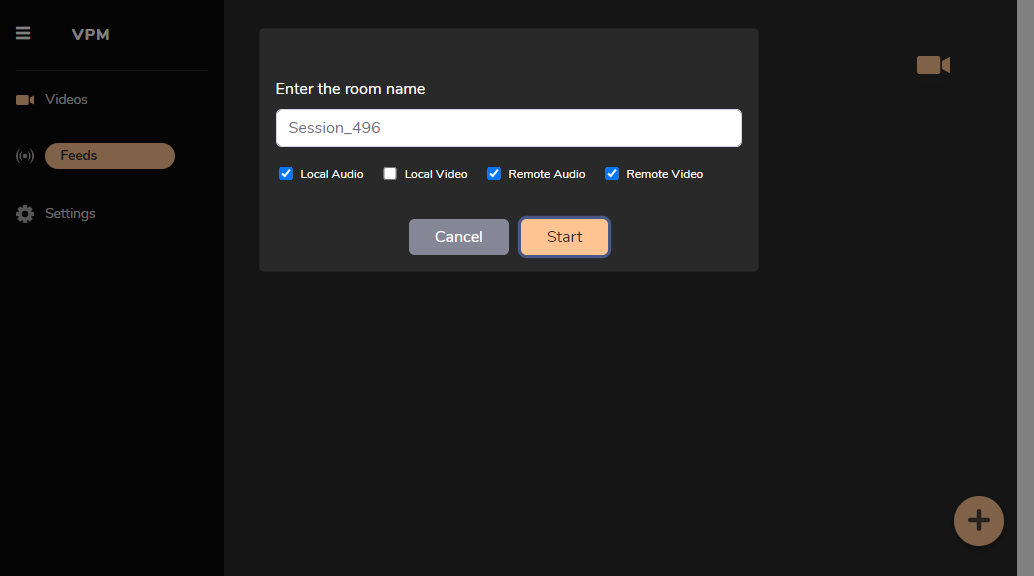 VPM
Videos
Feeds
Settings
Enter the room name
Session_496
Local Audio Local Video Remote Audio Remote Video
Cancel Start